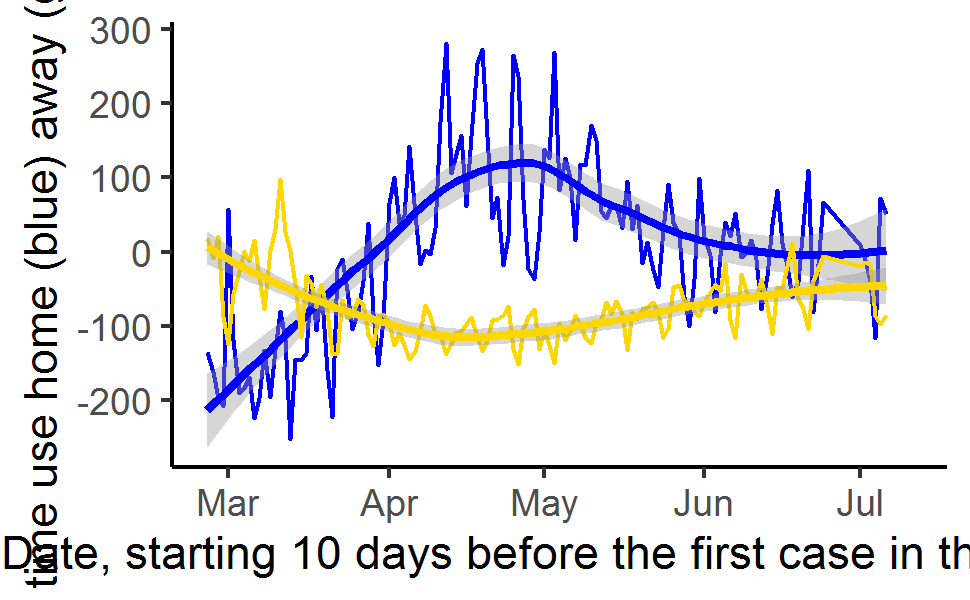 time use home (blue) away (
300
200
100
0
-100
-200
Mar Apr May Jun Jul
Date, starting 10 days before the first case in th